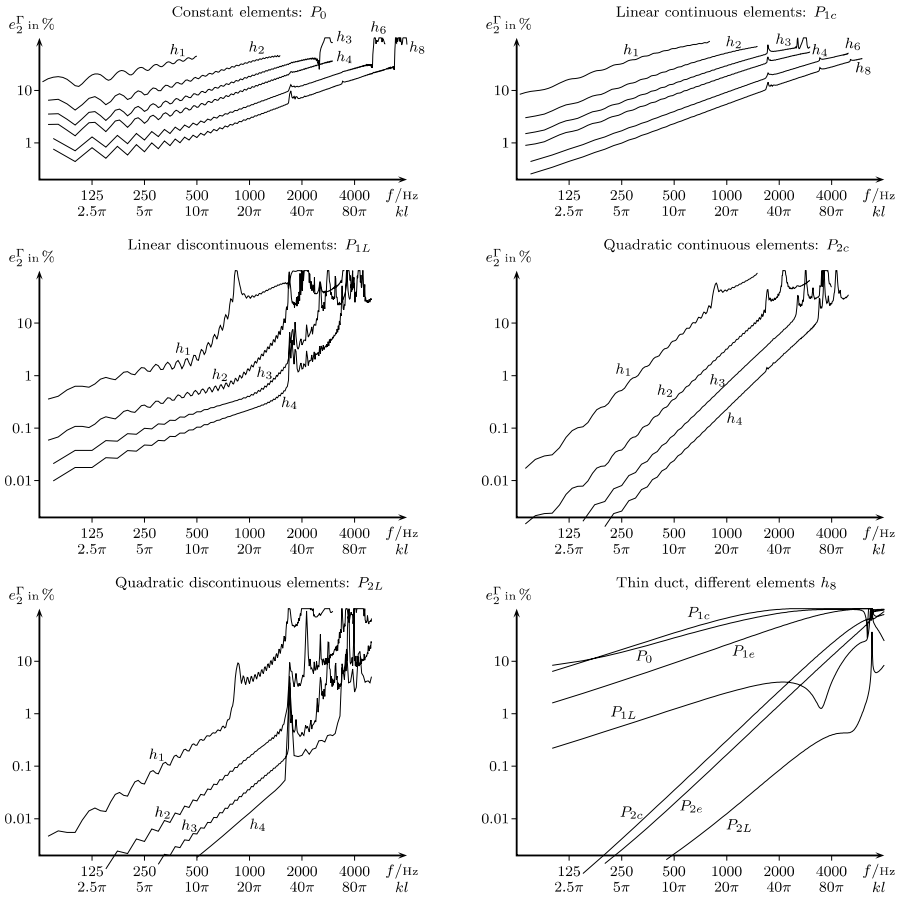 Constant elements: P0
e2Γ in %
h1 h2 h3 h4 h6 h8
10
1
125 250 500 1000 2000 4000 f/Hz
2.5π 5π 10π 20π 40π 80π kl
Linear continuous elements: P1c
e2Γ in %
h1 h2 h3 h4 h6 h8
10
1
125 250 500 1000 2000 4000 f/Hz
2.5π 5π 10π 20π 40π 80π kl
Linear discontinuous elements: P1L
e2Γ in %
10
1
0.1
0.01
h1 h2 h3 h4
125 250 500 1000 2000 4000 f/Hz
2.5π 5π 10π 20π 40π 80π kl
Quadratic continuous elements: P2c
e2Γ in %
10
1
0.1
0.01
h1 h2 h3 h4
125 250 500 1000 2000 4000 f/Hz
2.5π 5π 10π 20π 40π 80π kl
Quadratic discontinuous elements: P2L
e2Γ in %
10
1
0.1
0.01
h1 h2 h3 h4
125 250 500 1000 2000 4000 f/Hz
2.5π 5π 10π 20π 40π 80π kl
Thin duct, different elements h8
e2Γ in %
10
1
0.1
0.01
P1c
P0 P1e
P1L
P2c P2e P2L
125 250 500 1000 2000 4000 f/Hz
2.5π 5π 10π 20π 40π 80π kl